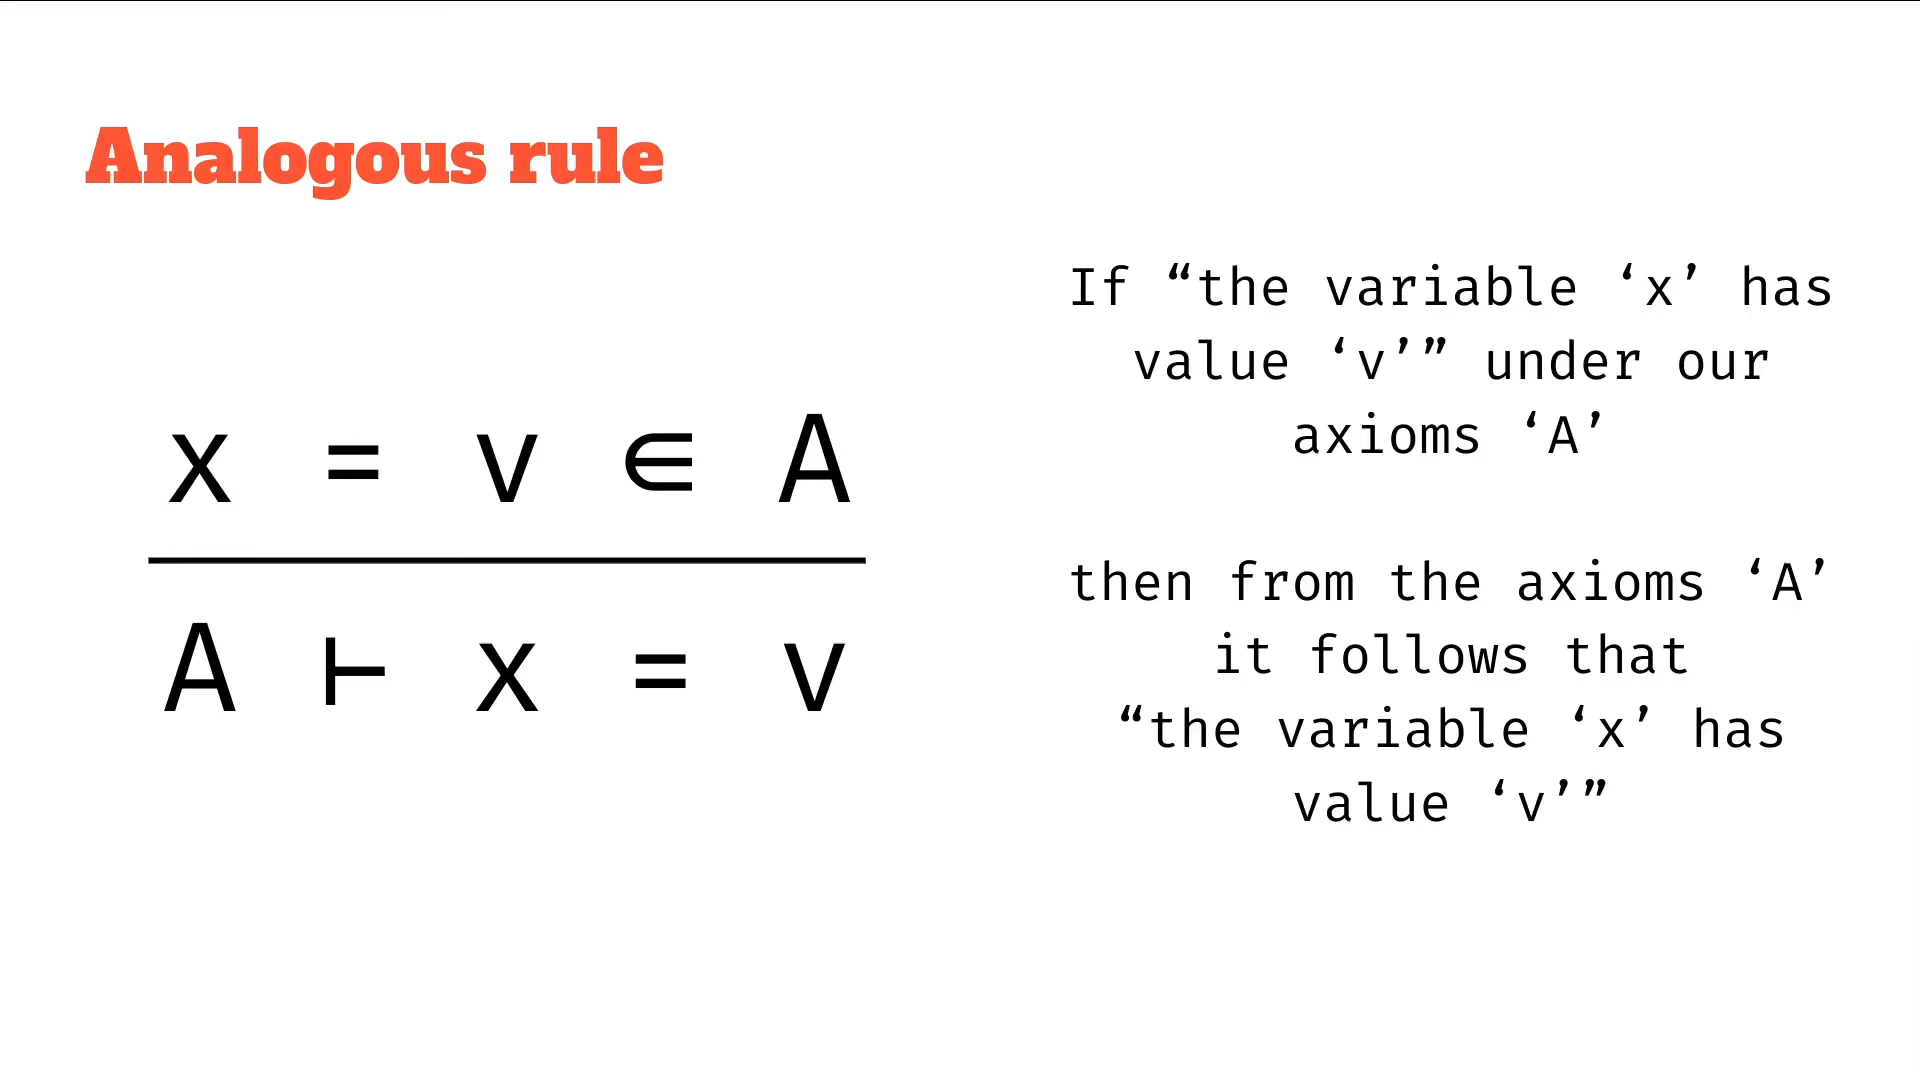 Analogous rule
x = v ∈ A
A ⊢ x = v
If “the variable ‘x’ has
value ‘v’” under our
axioms ‘A’
then from the axioms ‘A’
it follows that
“the variable ‘x’ has
value ‘v’”